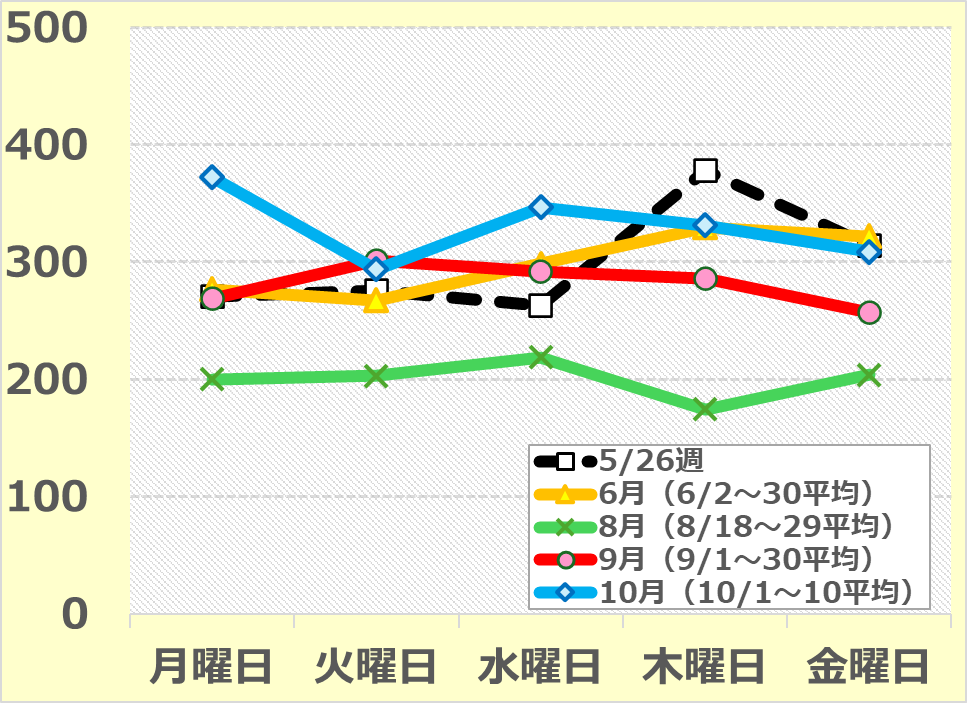 500
400
300
200
100
0
5/26週
6月（6/2～30平均）
8月（8/18～29平均）
9月（9/1～30平均）
10月（10/1～10平均）
月曜日 火曜日 水曜日 木曜日 金曜日